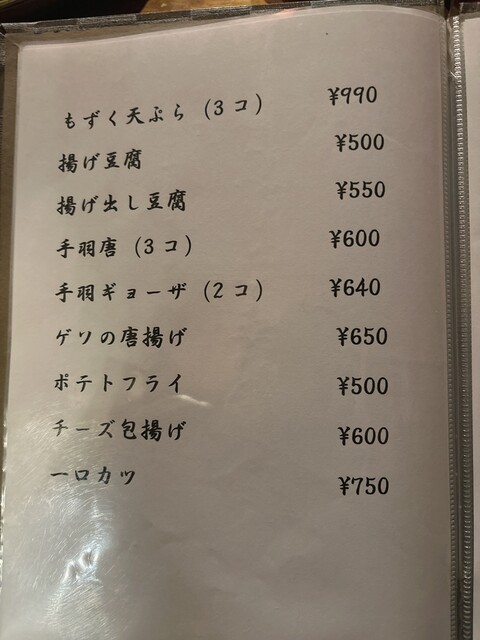 もずく天ぷら (3コ) ¥990
揚げ豆腐 ¥500
揚げ出し豆腐 ¥550
手羽唐 (3コ) ¥600
手羽ギョーザ (2コ) ¥640
ゲソの唐揚げ ¥650
ポテトフライ ¥500
チーズ包揚げ ¥600
一口カツ ¥750